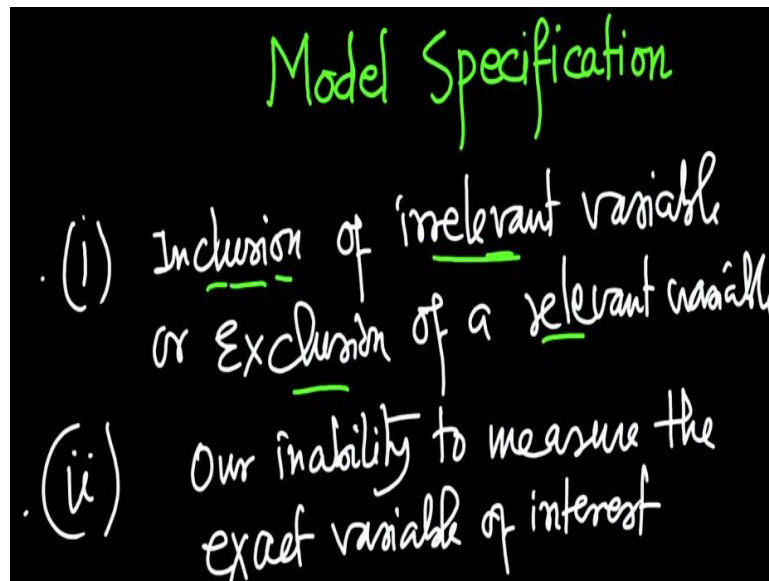 Model Specification
.(i) Inclusion of irrelevant variable
or Exclusion of a relevant variable
.(ii) Our inability to measure the
exact variable of interest